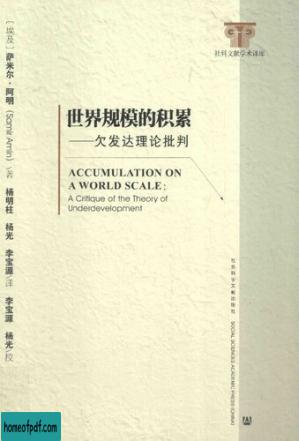 社科文献学术译库
[埃及] 萨米尔·阿明 (Samir Amin) /著
杨明柱 杨光 李宝源/译
李宝源 杨光/校
世界规模的积累
——欠发达理论批判
ACCUMULATION ON
A WORLD SCALE:
A Critique of the Theory of
Underdevelopment
社会科学文献出版社
SOCIAL SCIENCES ACADEMIC PRESS (CHINA)
homeofpdf.com